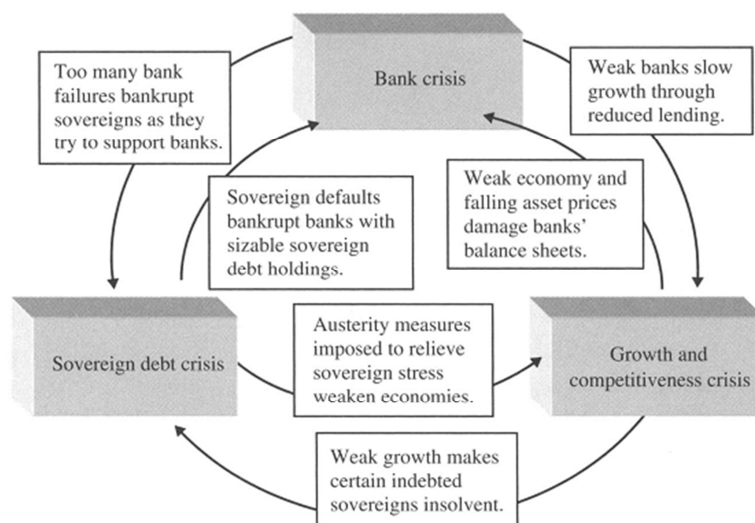 Bank crisis
Too many bank
failures bankrupt
sovereigns as they
try to support banks.
Weak banks slow
growth through
reduced lending.
Sovereign defaults
bankrupt banks with
sizable sovereign
debt holdings.
Weak economy and
falling asset prices
damage banks’
balance sheets.
Sovereign debt crisis
Austerity measures
imposed to relieve
sovereign stress
weaken economies.
Growth and
competitiveness crisis
Weak growth makes
certain indebted
sovereigns insolvent.